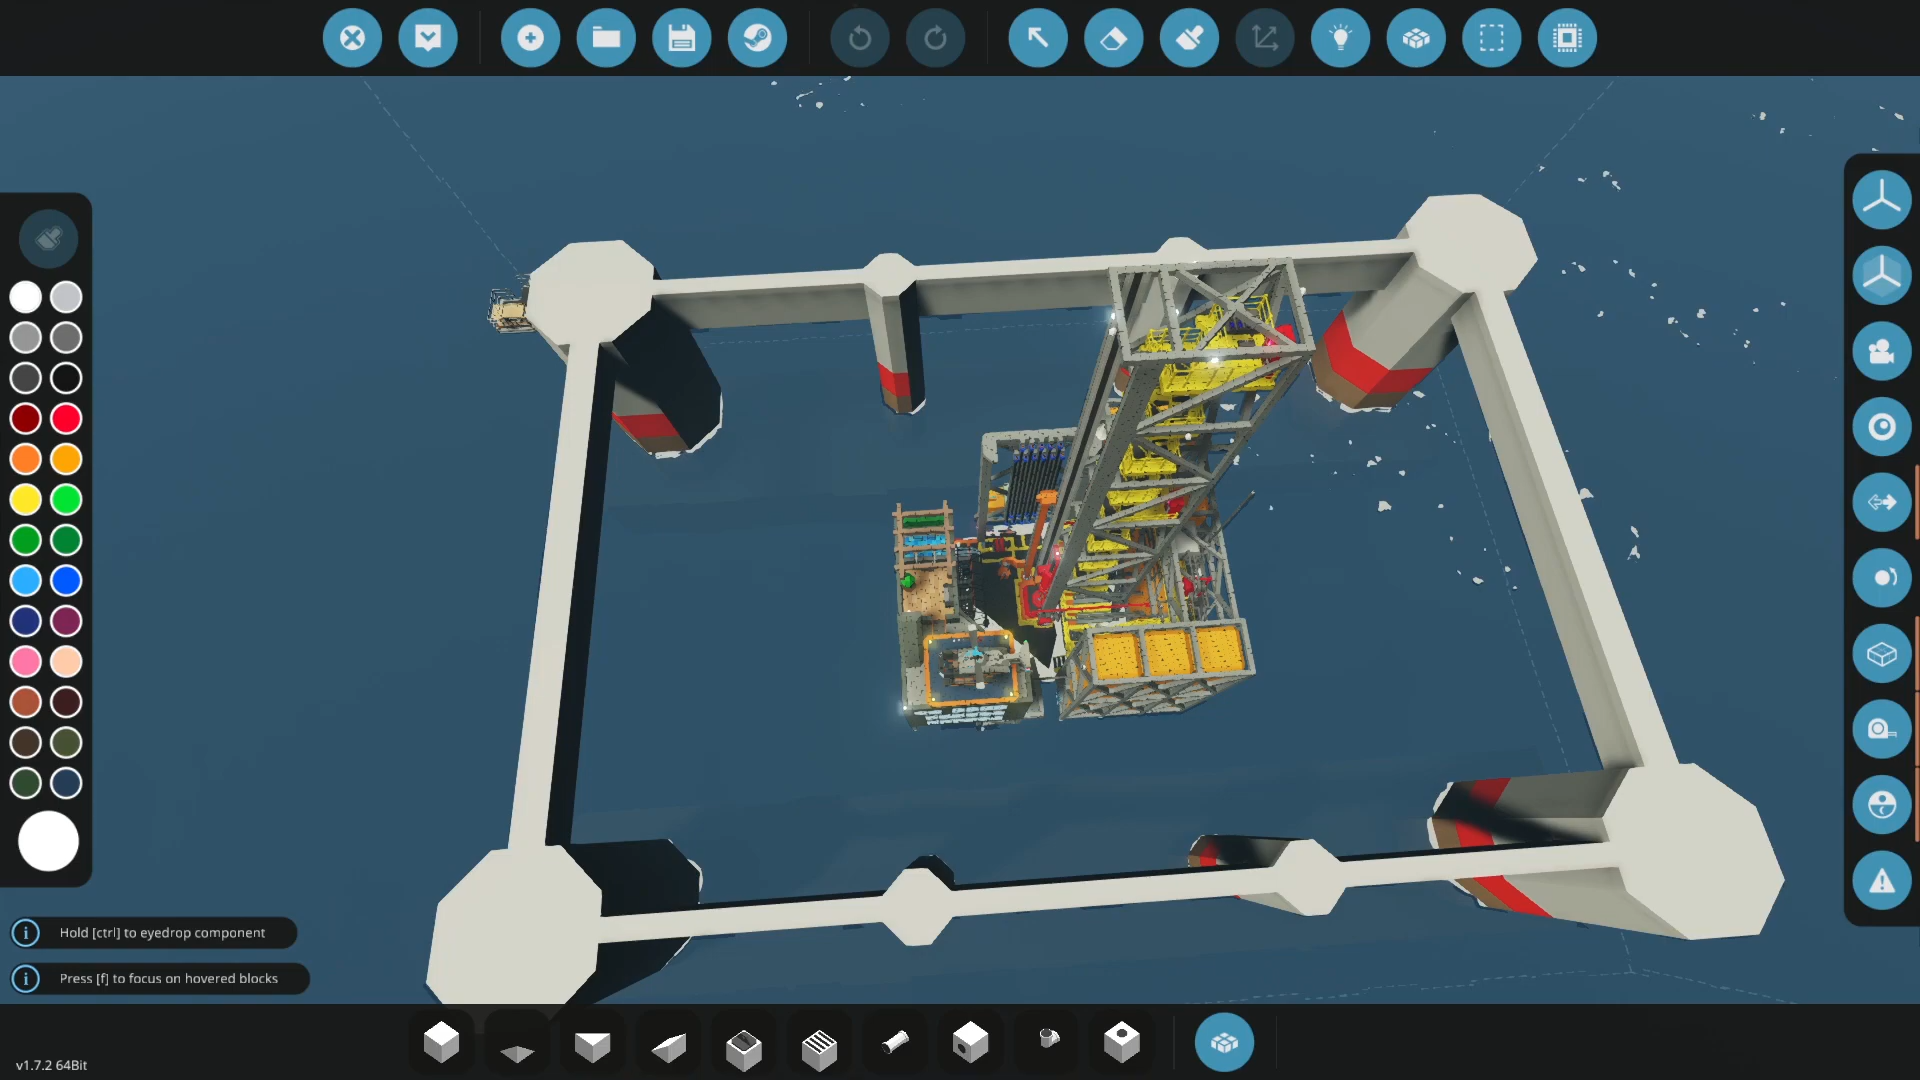 Hold [ctrl] to eyedrop component
Press [f] to focus on hovered blocks
v1.7.2 64Bit